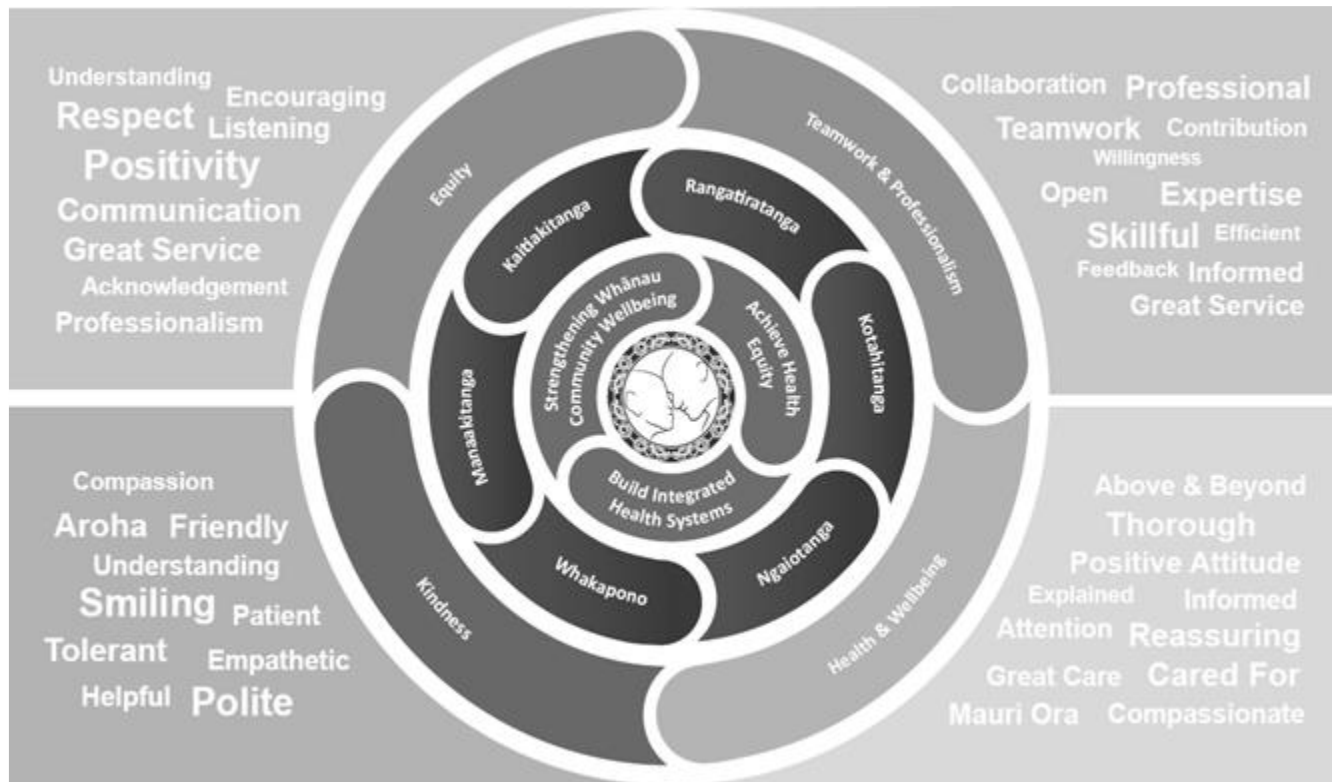 Understanding
Respect Encouraging
Listening
Positivity
Communication
Great Service
Acknowledgement
Professionalism
Collaboration Professional
Teamwork Contribution
Willingness
Open Expertise
Skillful Efficient
Feedback Informed
Great Service
Equity
Teamwork & Professionalism
Kaitiakitanga
Rangatiratanga
Strengthening Whānau
Community Wellbeing
Achieve Health
Equity
Kotahitanga
Manaakitanga
Build Integrated
Health Systems
Whakapono
Ngaiotanga
Kindness
Health & Wellbeing
Compassion
Aroha Friendly
Understanding
Smiling Patient
Tolerant Empathetic
Helpful Polite
Above & Beyond
Thorough
Positive Attitude
Explained Informed
Attention Reassuring
Great Care Cared For
Mauri Ora Compassionate